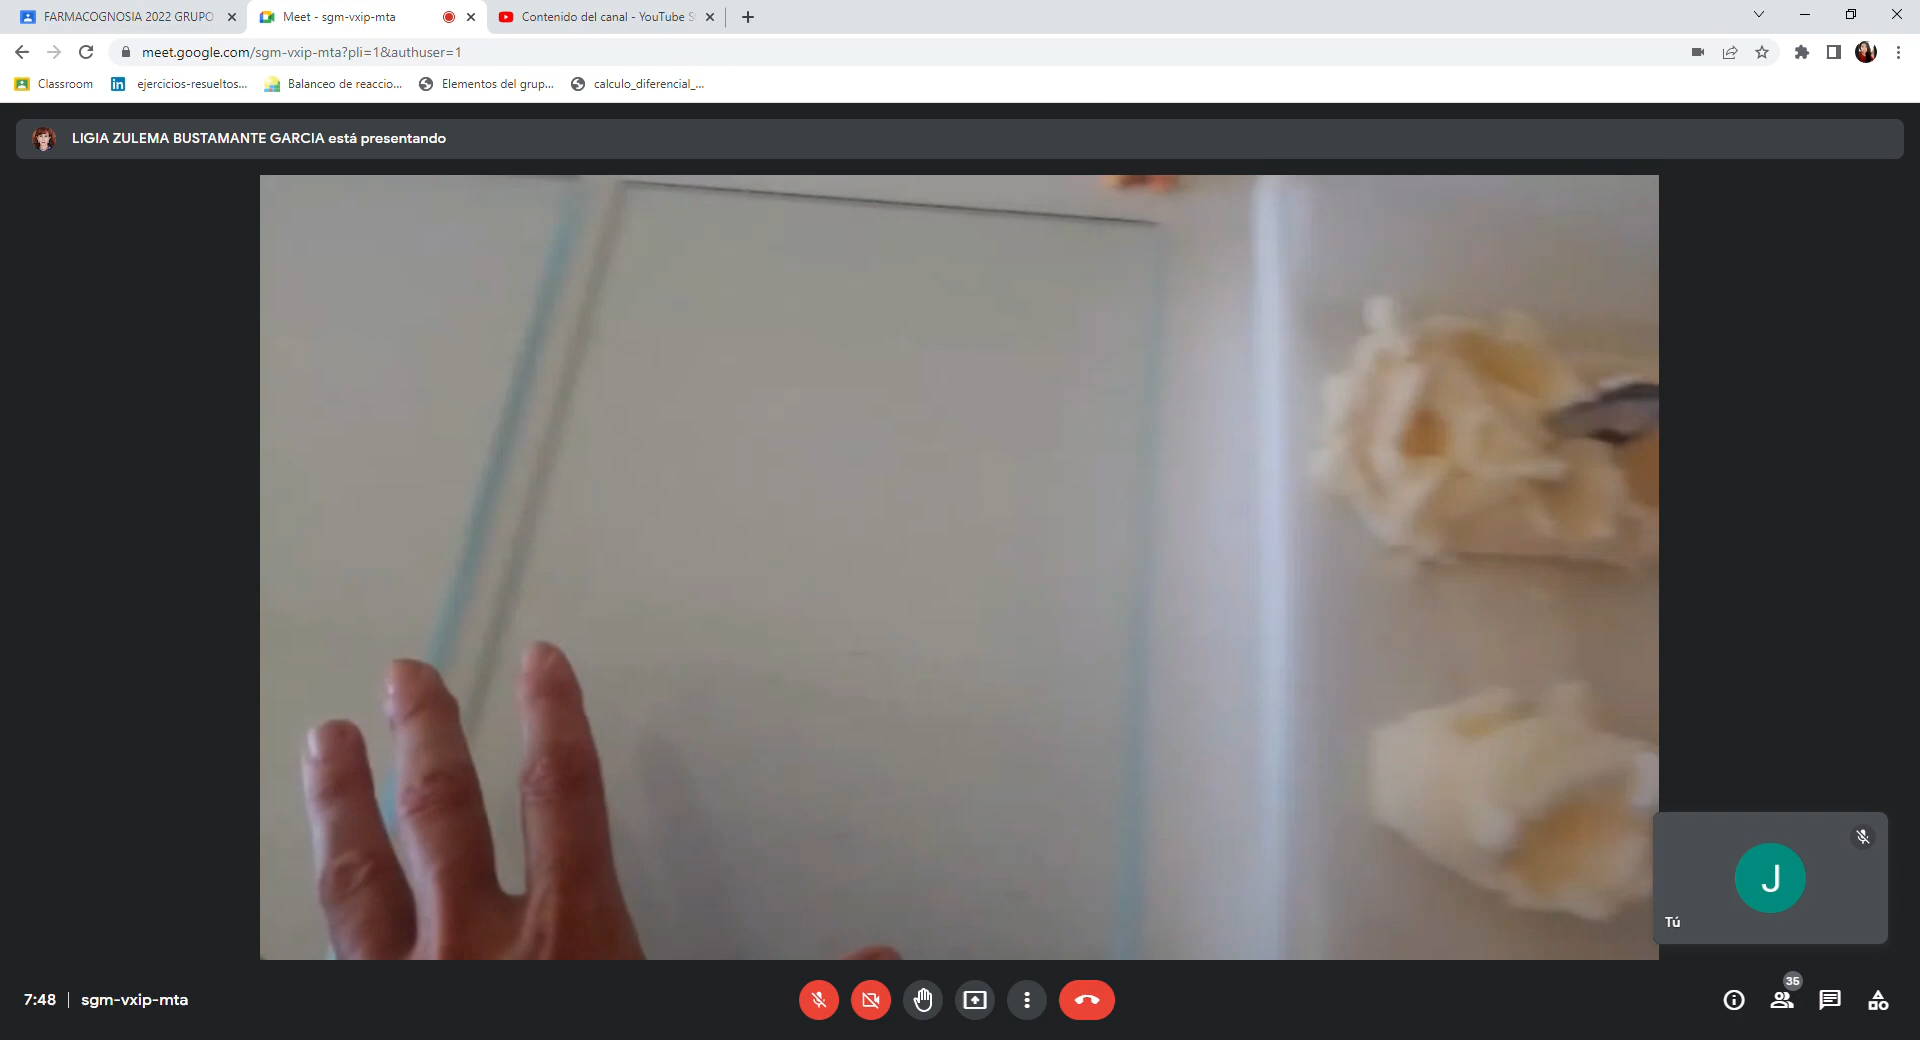 FARMACOGNOSIA 2022 GRUPO
Meet - sgm-vxip-mta
Contenido del canal - YouTube S
meet.google.com/sgm-vxip-mta?pli=1&authuser=1
Classroom
ejercicios-resueltos...
Balanceo de reaccio...
Elementos del grup...
calculo_diferencial_...
LIGIA ZULEMA BUSTAMANTE GARCIA está presentando
J
Tú
7:48 | sgm-vxip-mta
35